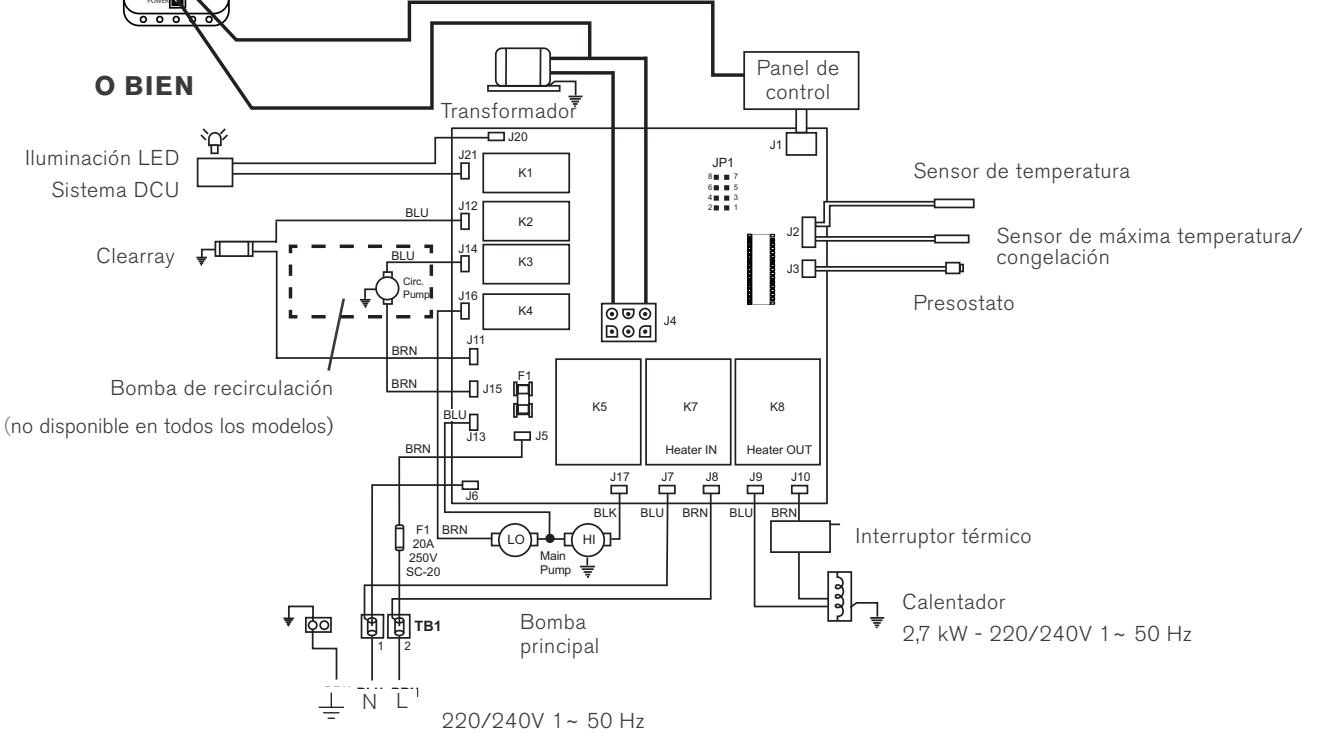 POWER
O BIEN
Transformador
Panel de
control
Iluminación LED
Sistema DCU
Clearray
Bomba de recirculación
(no disponible en todos los modelos)
Circ.
Pump
J20
J21
K1
BLU
J12
K2
BLU
J14
K3
J16
K4
BRN
J11
BRN
J15
F1
BLU
J13
BRN
J5
J6
JP1
8 7
6 5
4 3
2 1
J1
J2
J3
J4
Sensor de temperatura
Sensor de máxima temperatura/
congelación
Presostato
K5
K7
Heater IN
K8
Heater OUT
J17
J7
J8
J9
J10
BLK
BLU
BRN
BLU
BRN
F1
20A
250V
SC-20
BRN
LO
HI
Main
Pump
Interruptor térmico
Calentador
2,7 kW - 220/240V 1~ 50 Hz
Bomba
principal
TB1
1
2
N
L
220/240V 1~ 50 Hz